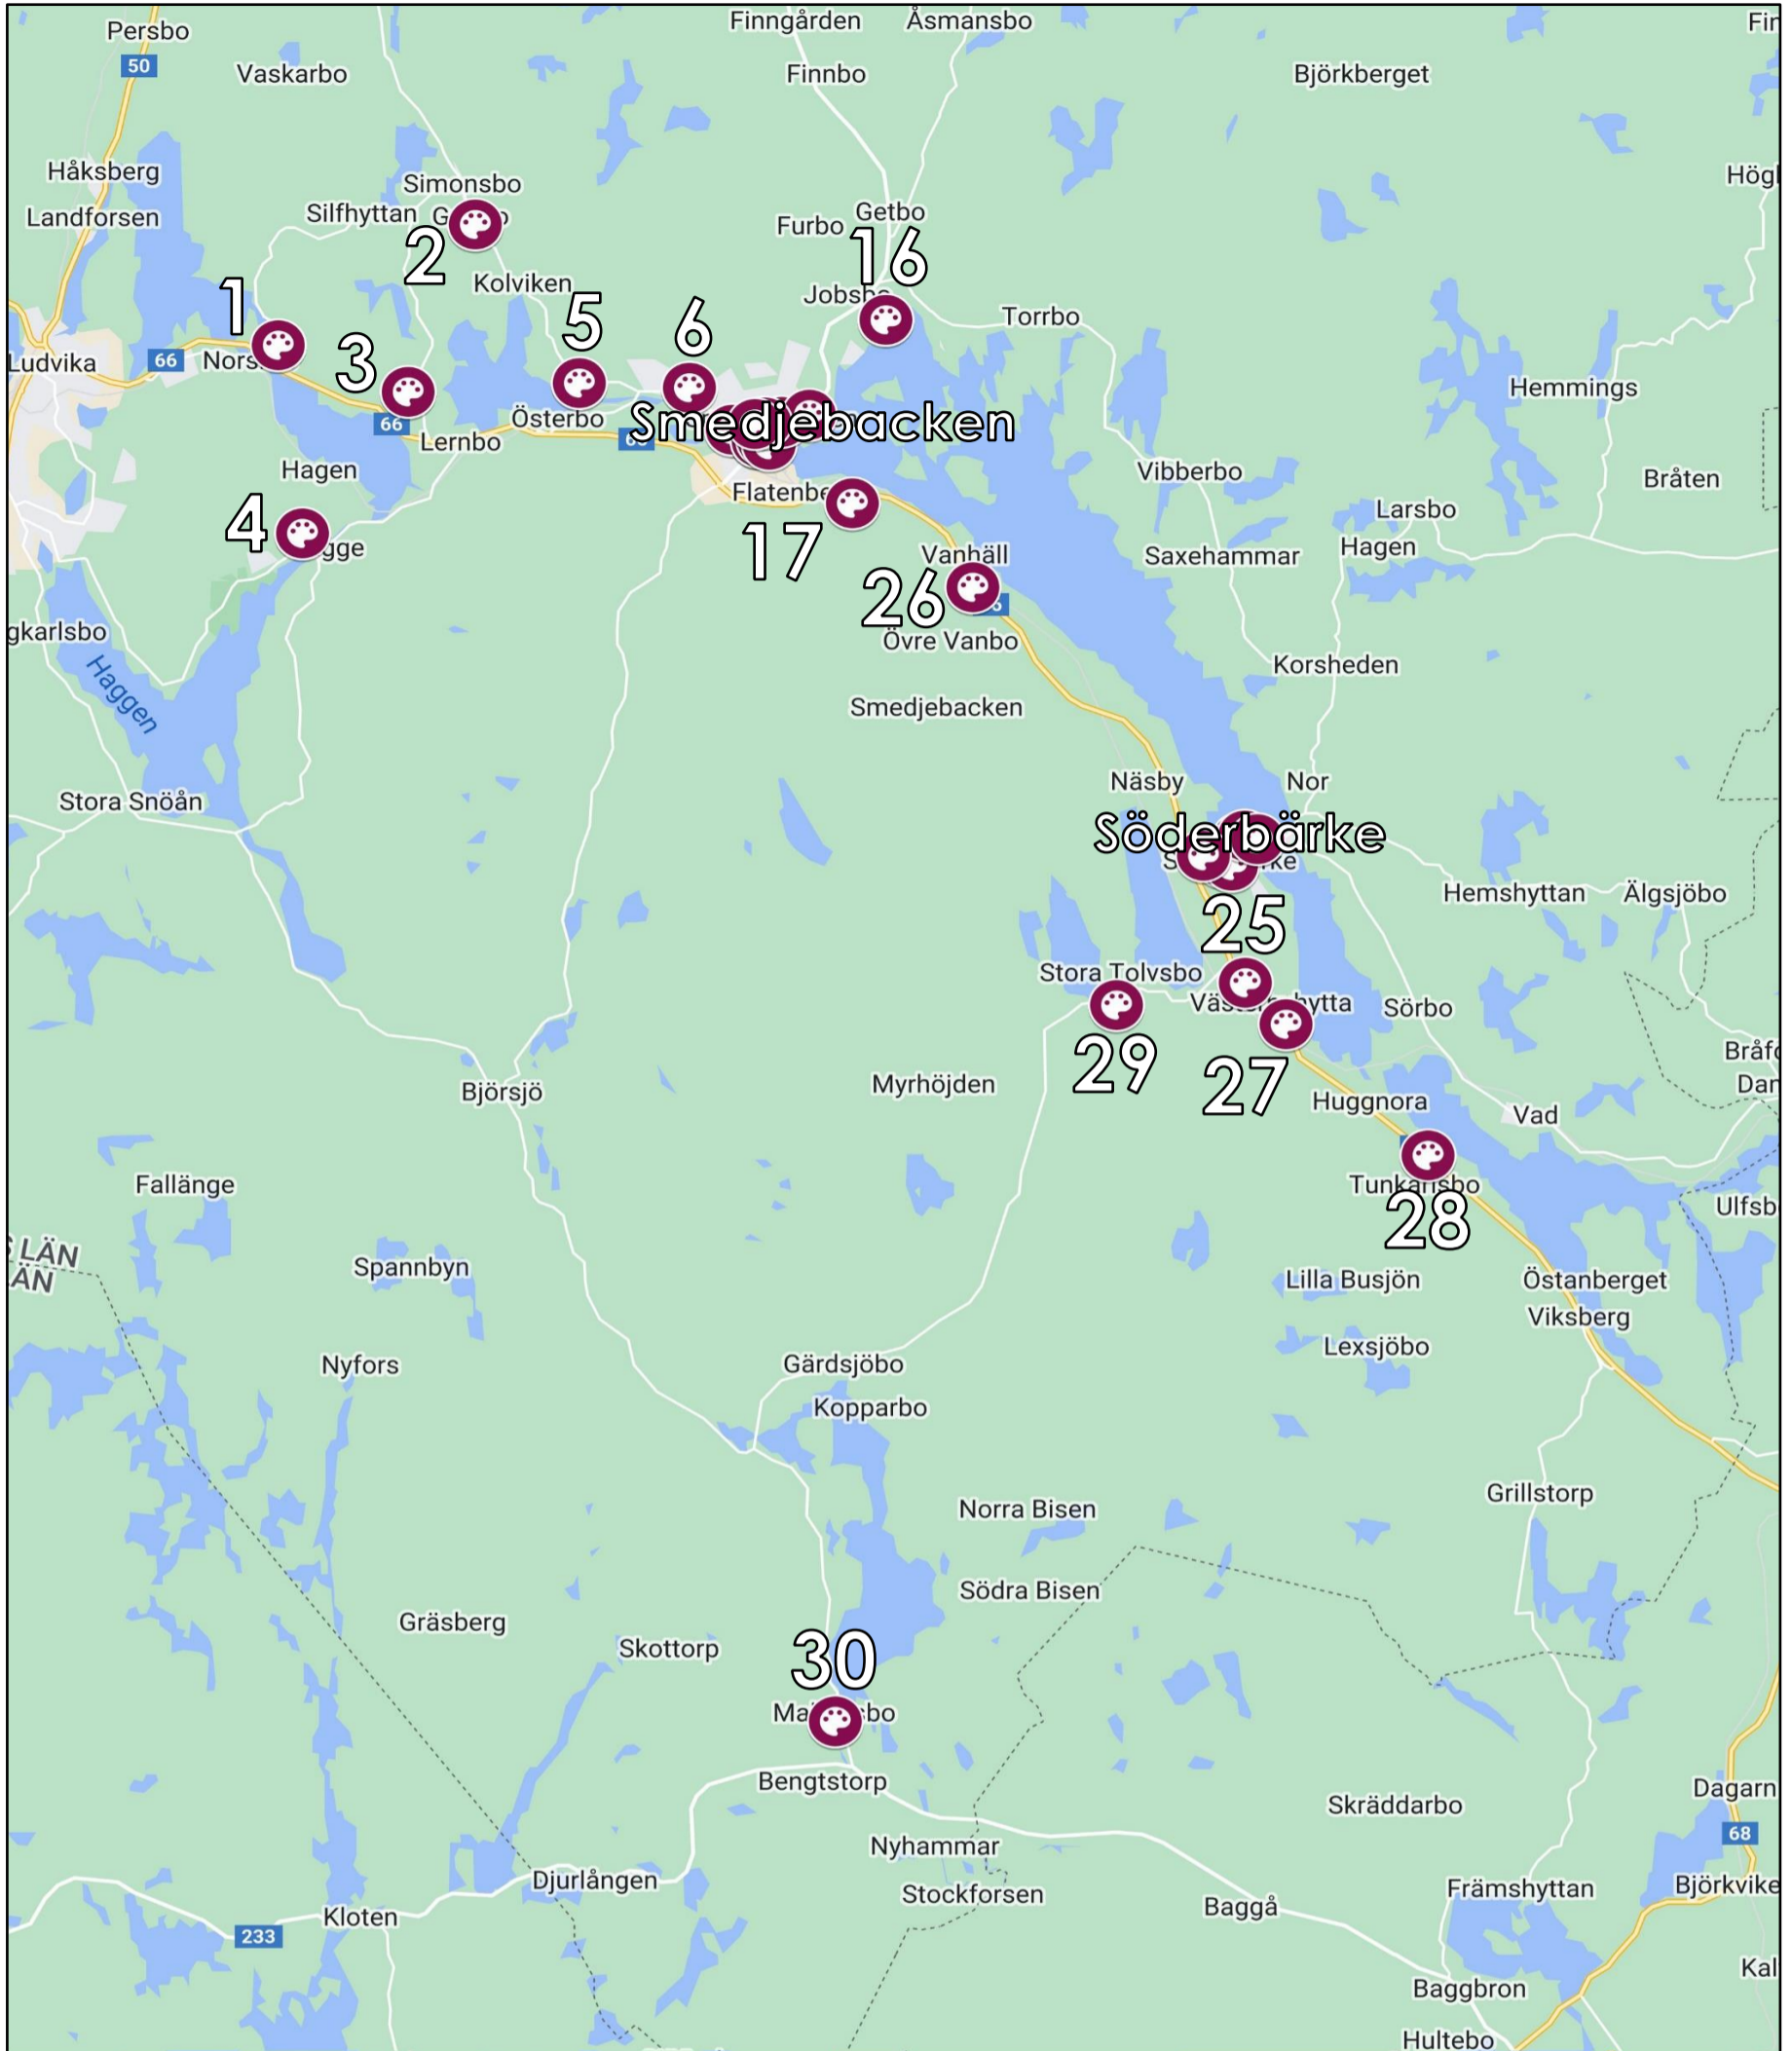 Persbo
Finngården
Åsmansbo
50
Vaskarbo
Finnbo
Björkberget
Håksberg
Simonsbo
Landforsen
Silfhyttan
Furbo
Getbo
2
16
1
Kolviken
5
6
Jobsbo
Torrbo
3
Ludvika
66
Hemmings
66
Lernbo
Österbo
Smedjebacken
Hagen
Vibberbo
Bråten
4
17
Larsbo
Vanhäll
Saxehammar
Hagen
26
Övre Vanbo
Haggen
Korsheden
Smedjebacken
Näsby
Nor
Stora Snöån
Söderbärke
25
Hemshyttan
Älgsjöbo
Stora Tolvsbo
Sörbo
29
27
Björsjö
Myrhöjden
Huggnora
Vad
Fallänge
Tunkarlsbo
28
LÄN
Spannbyn
Lilla Busjön
Östanberget
Viksberg
Nyfors
Gärdsjöbo
Lexsjöbo
Kopparbo
Norra Bisen
Grillstorp
Södra Bisen
Gräsberg
Skottorp
30
Bengtstorp
Skräddarbo
Dagarn
68
Nyhammar
Djurlången
Stockforsen
Främshyttan
Björkvike
Kloten
Baggå
233
Baggbron
Hultebo